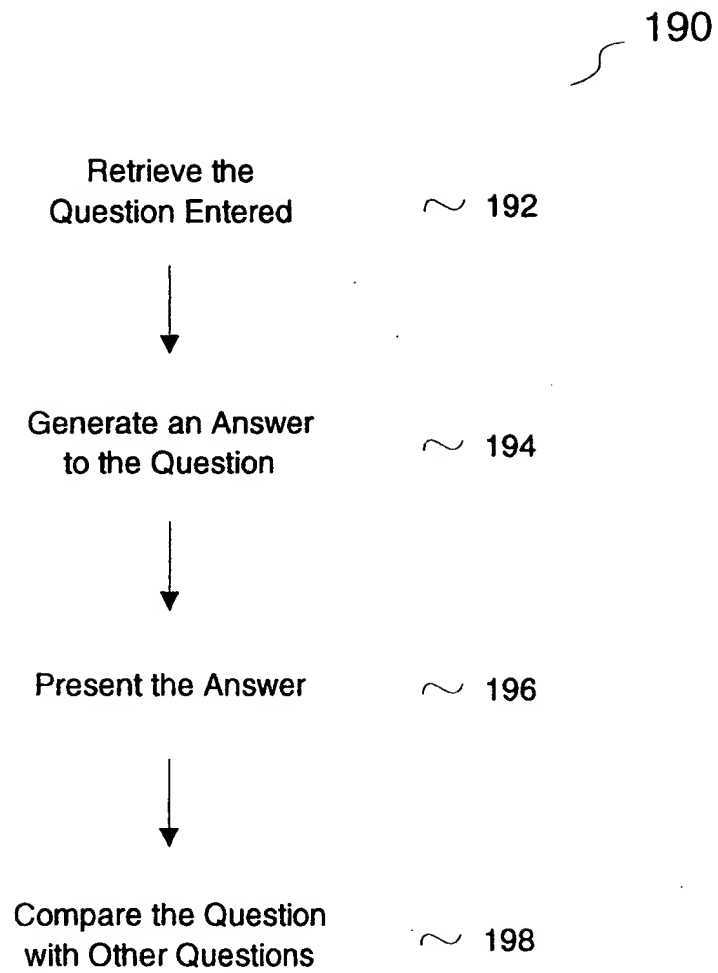 190
Retrieve the
Question Entered
192
Generate an Answer
to the Question
194
Present the Answer
196
Compare the Question
with Other Questions
198